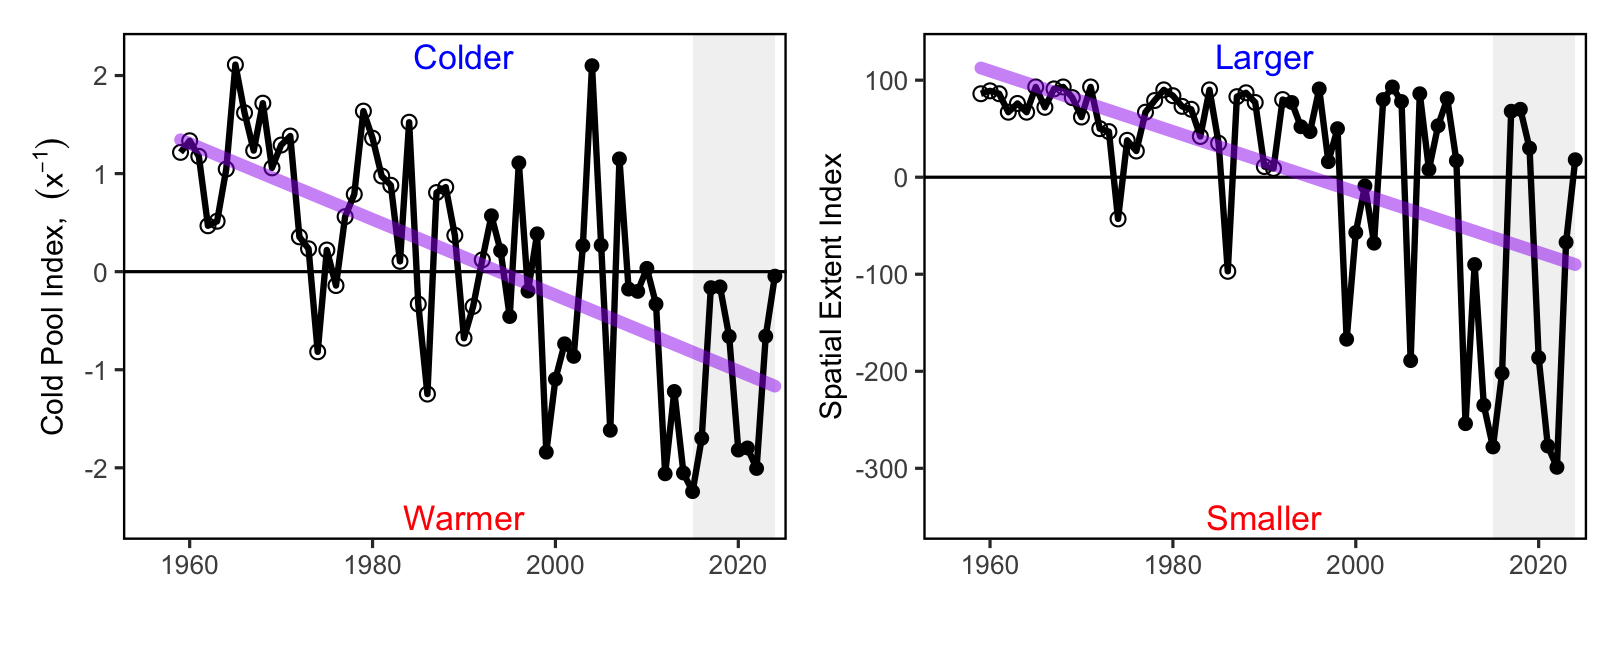 Cold Pool Index, (x⁻¹)
2
1
0
-1
-2
Colder
Warmer
1960 1980 2000 2020
Spatial Extent Index
100
0
-100
-200
-300
Larger
Smaller
1960 1980 2000 2020